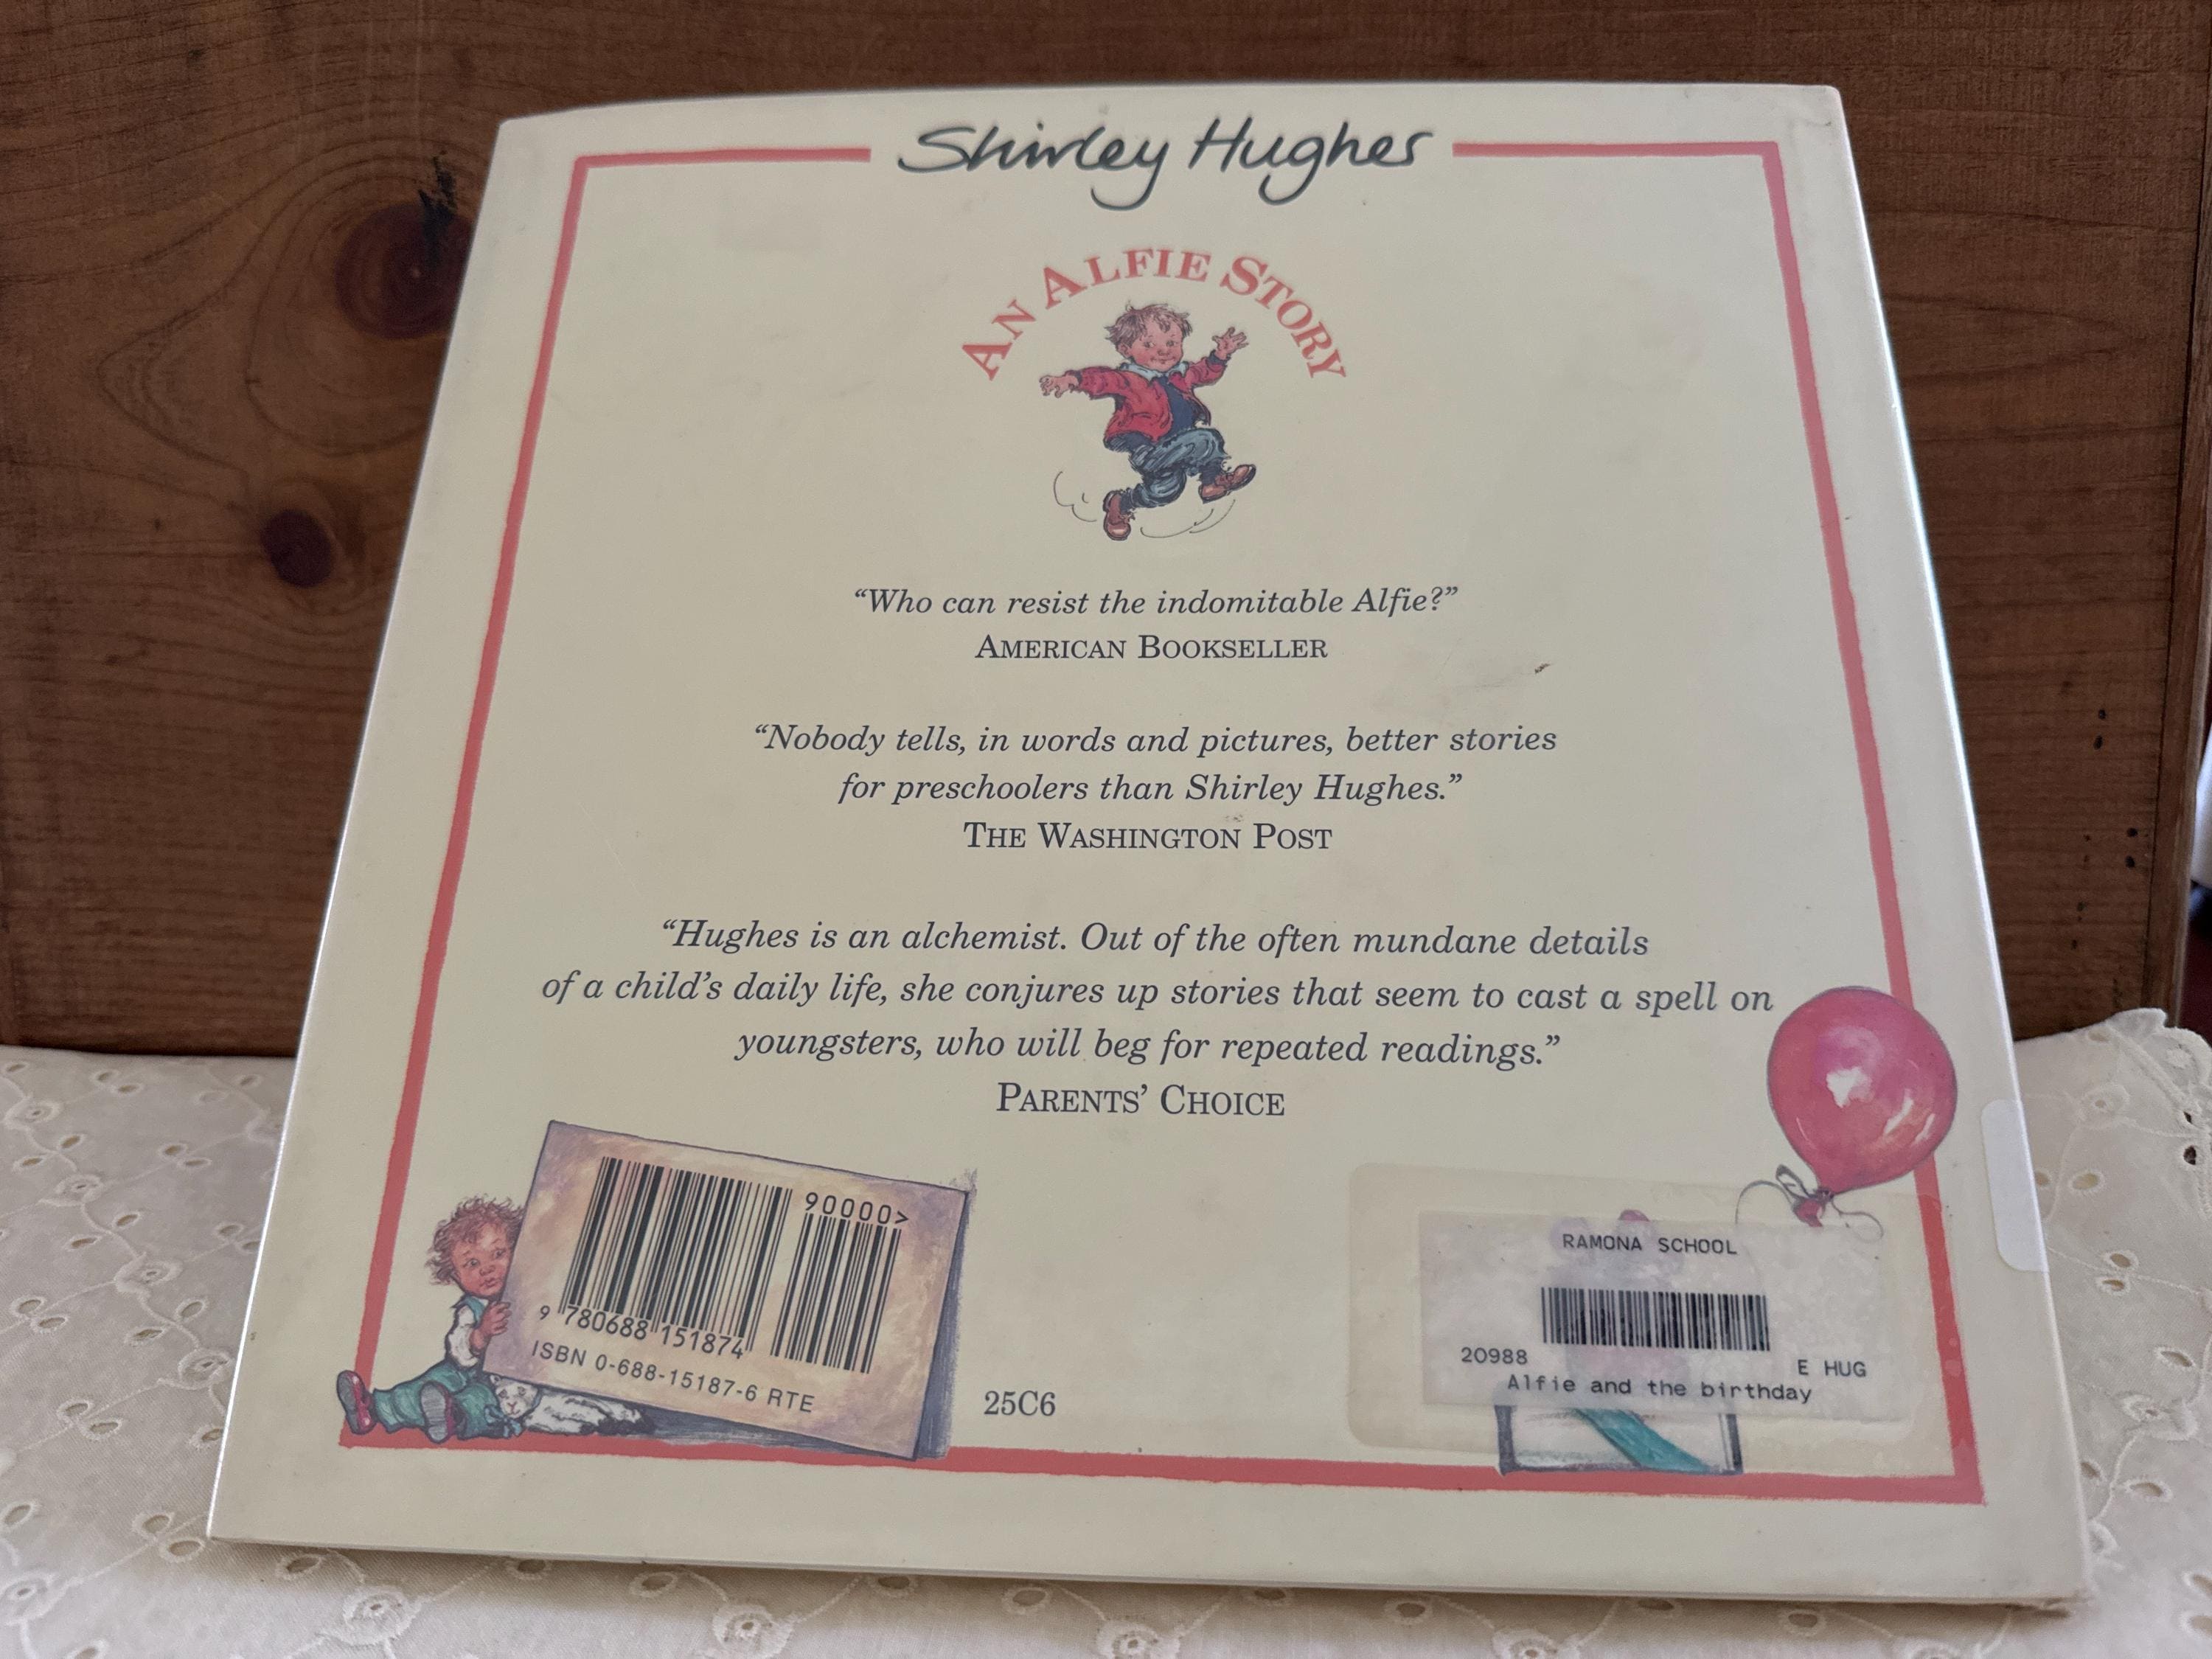 Shirley Hughes
AN ALFIE STORY
“Who can resist the indomitable Alfie?”
AMERICAN BOOKSELLER
“Nobody tells, in words and pictures, better stories
for preschoolers than Shirley Hughes.”
THE WASHINGTON POST
“Hughes is an alchemist. Out of the often mundane details
of a child’s daily life, she conjures up stories that seem to cast a spell on
youngsters, who will beg for repeated readings.”
PARENTS’ CHOICE
90000>
9 780688 151874
ISBN 0-688-15187-6 RTE
25C6
RAMONA SCHOOL
20988
E HUG
Alfie and the birthday